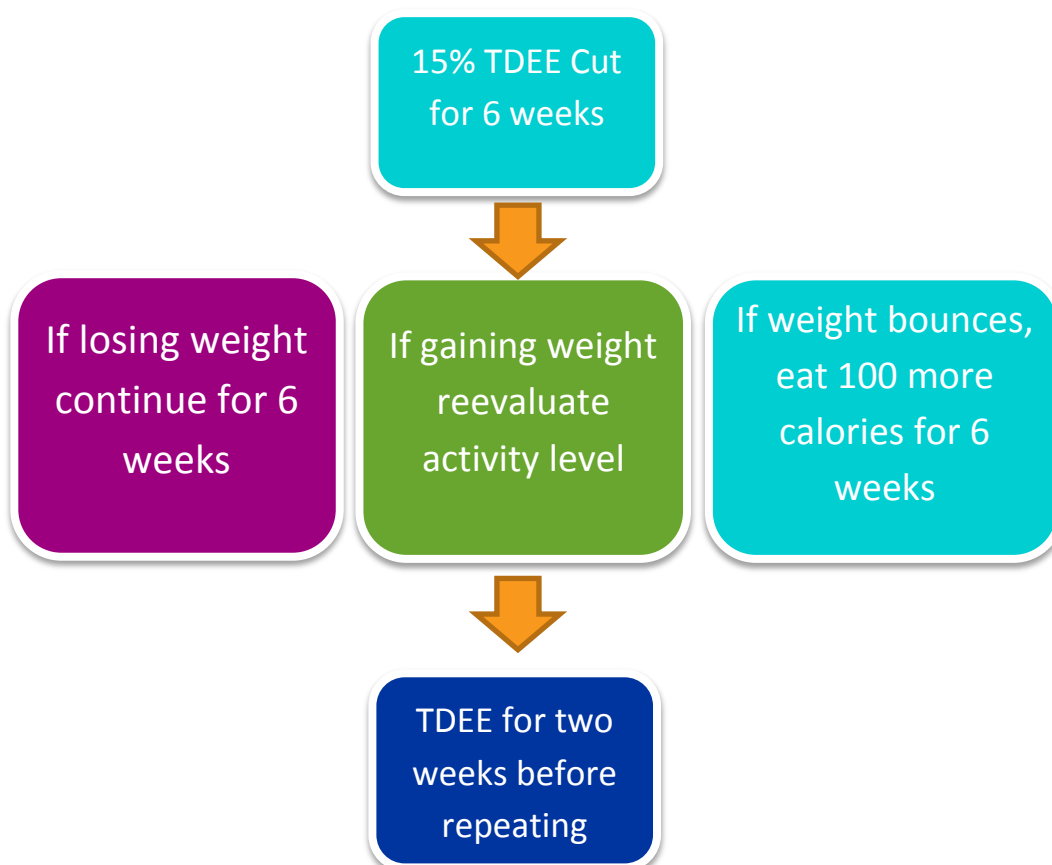 15% TDEE Cut
for 6 weeks
If losing weight
continue for 6
weeks
If gaining weight
reevaluate
activity level
If weight bounces,
eat 100 more
calories for 6
weeks
TDEE for two
weeks before
repeating